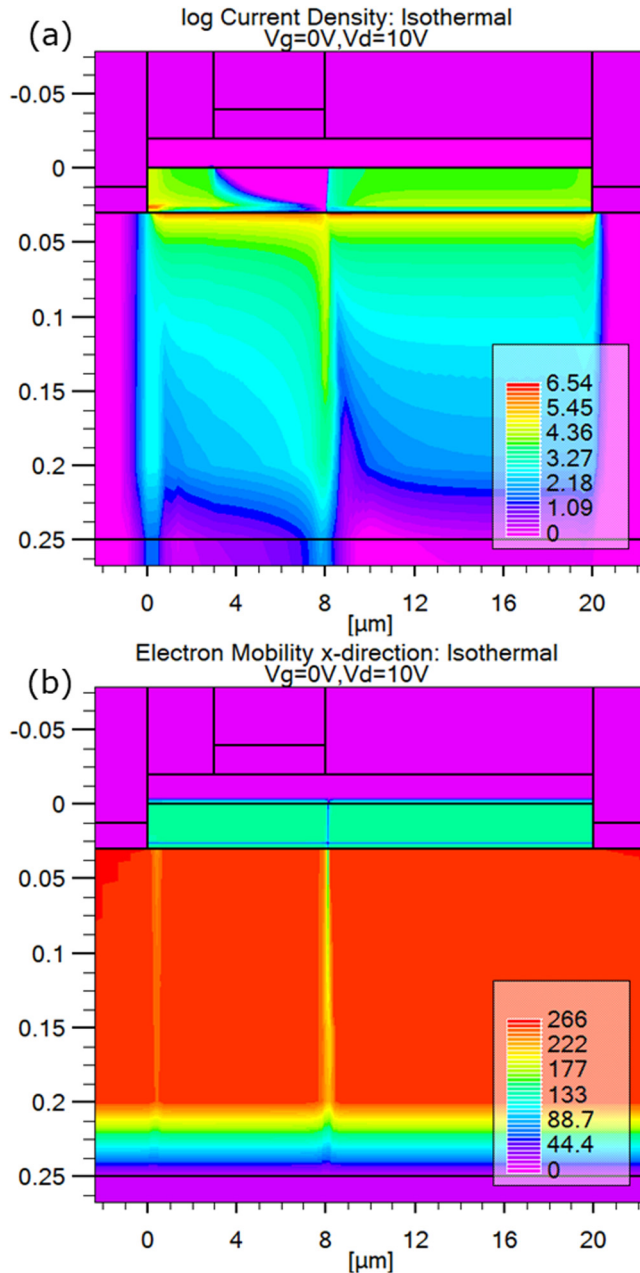 (a)
log Current Density: Isothermal
Vg=0V,Vd=10V
-0.05
0
0.05
0.1
0.15
0.2
0.25
6.54
5.45
4.36
3.27
2.18
1.09
0
0 4 8 12 16 20
[µm]
(b)
Electron Mobility x-direction: Isothermal
Vg=0V,Vd=10V
-0.05
0
0.05
0.1
0.15
0.2
0.25
266
222
177
133
88.7
44.4
0
0 4 8 12 16 20
[µm]